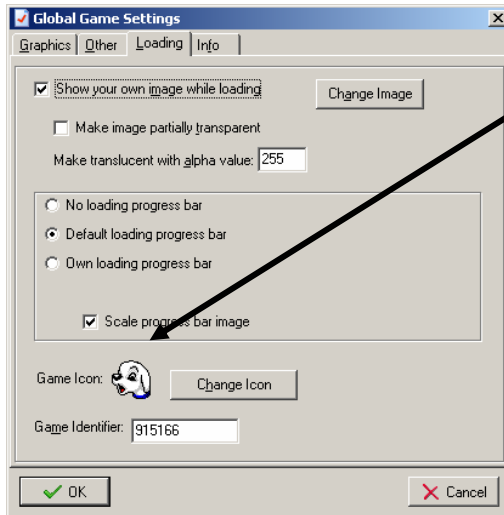 Global Game Settings
Graphics Other Loading Info
Show your own image while loading
Change Image
Make image partially transparent
Make translucent with alpha value: 255
No loading progress bar
Default loading progress bar
Own loading progress bar
Scale progress bar image
Game Icon: Change Icon
Game Identifier: 915166
OK Cancel